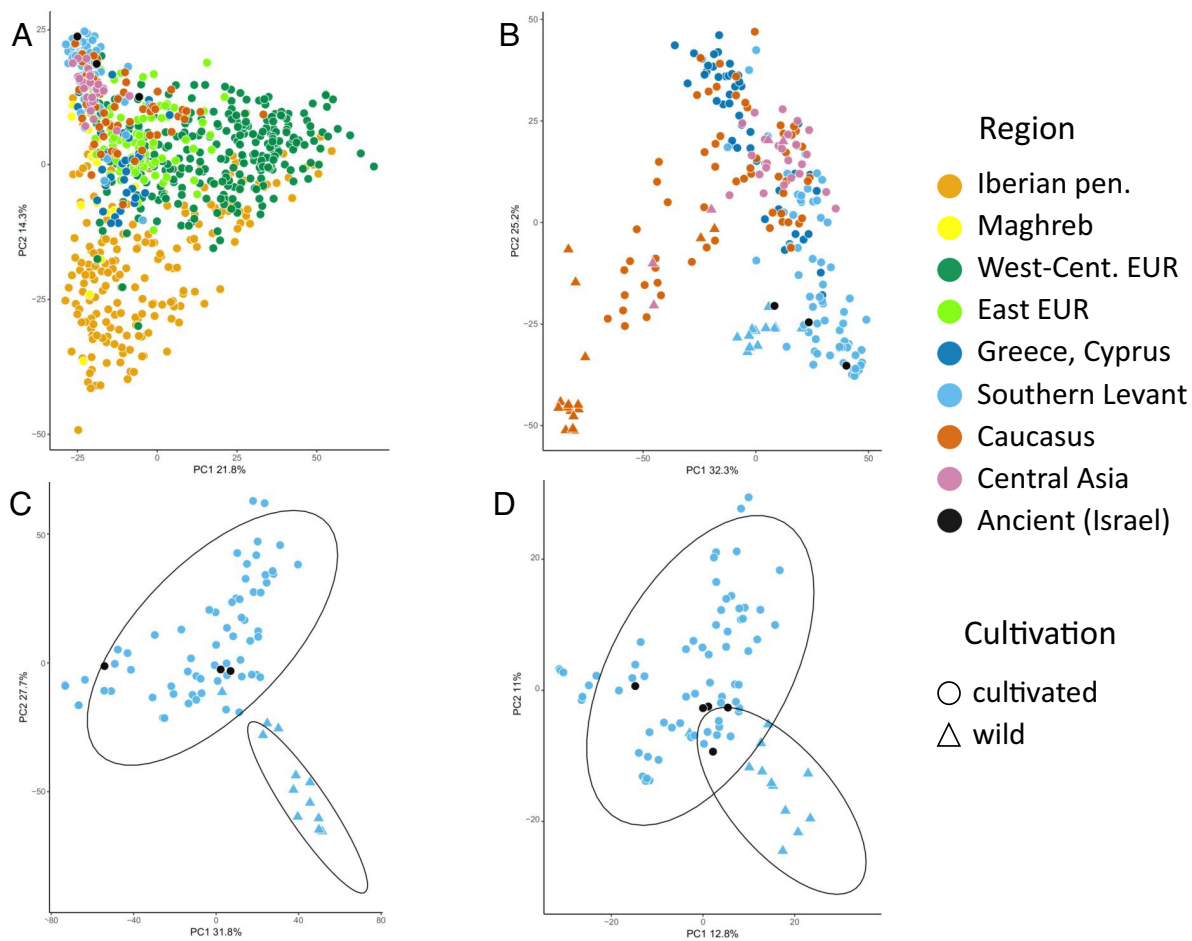 A
25
0
−25
−50
PC2 14.3%
−25
0
25
50
PC1 21.8%
B
50
25
0
−25
−50
PC2 25.2%
−50
0
50
PC1 32.3%
C
50
0
−50
PC2 27.7%
−80
−40
0
40
80
PC1 31.8%
D
20
0
−20
PC2 11%
−20
0
20
PC1 12.8%
Region
Iberian pen.
Maghreb
West-Cent. EUR
East EUR
Greece, Cyprus
Southern Levant
Caucasus
Central Asia
Ancient (Israel)
Cultivation
cultivated
wild